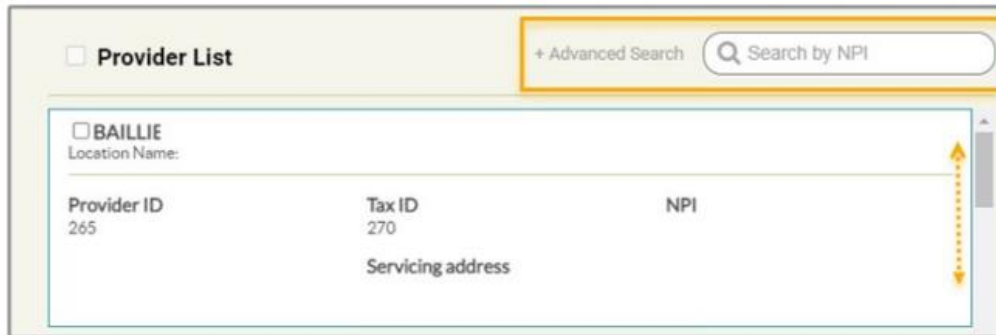 Provider List
+ Advanced Search
Search by NPI
BAILLIE
Location Name:
Provider ID
Tax ID
NPI
265
270
Servicing address